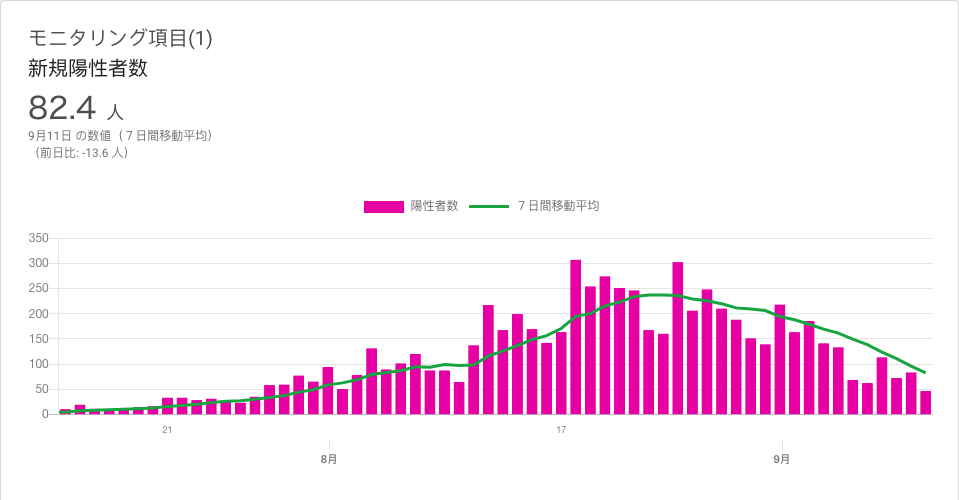 モニタリング項目(1)
新規陽性者数
82.4 人
9月11日 の数値（７日間移動平均）
（前日比: -13.6 人）
陽性者数 ７日間移動平均
350
300
250
200
150
100
50
0
21 17
8月 9月